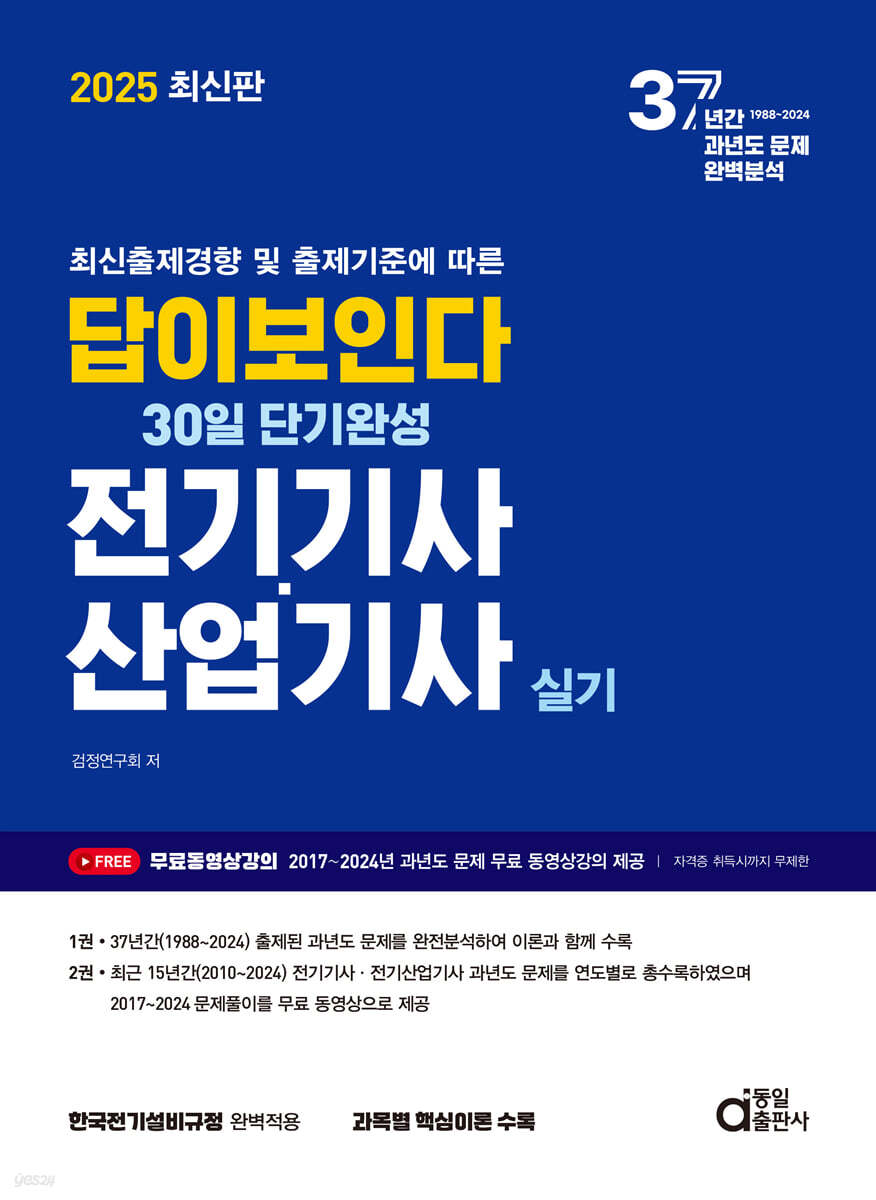 2025 최신판
37년간 1988~2024
과년도 문제
완벽분석
최신출제경향 및 출제기준에 따른
답이보인다
30일 단기완성
전기기사
·
산업기사 실기
검정연구회 저
FREE 무료동영상강의 2017~2024년 과년도 문제 무료 동영상강의 제공 | 자격증 취득시까지 무제한
1권 • 37년간(1988~2024) 출제된 과년도 문제를 완전분석하여 이론과 함께 수록
2권 • 최근 15년간(2010~2024) 전기기사 · 전기산업기사 과년도 문제를 연도별로 총수록하였으며
2017~2024 문제풀이를 무료 동영상으로 제공
한국전기설비규정 완벽적용 과목별 핵심이론 수록
동일
출판사
yes24